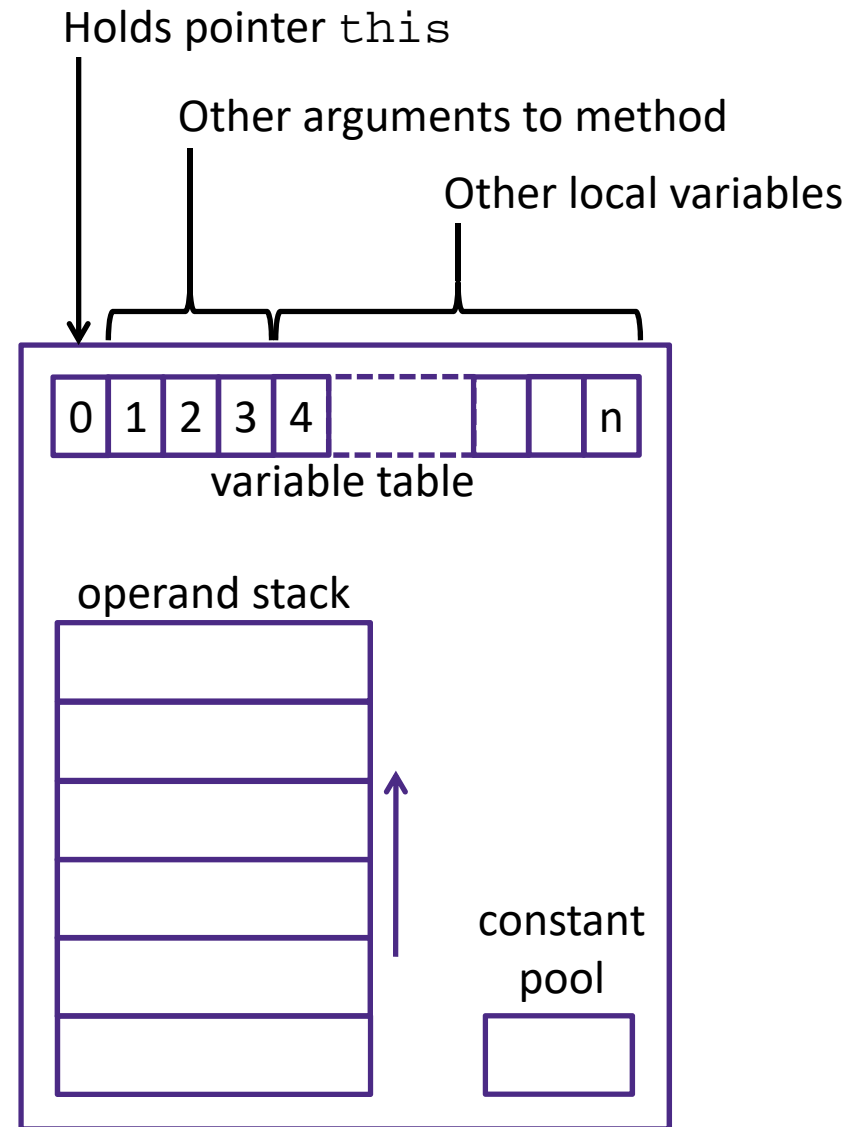 Holds pointer this
Other arguments to method
Other local variables
0 1 2 3 4 n
variable table
operand stack
constant
pool